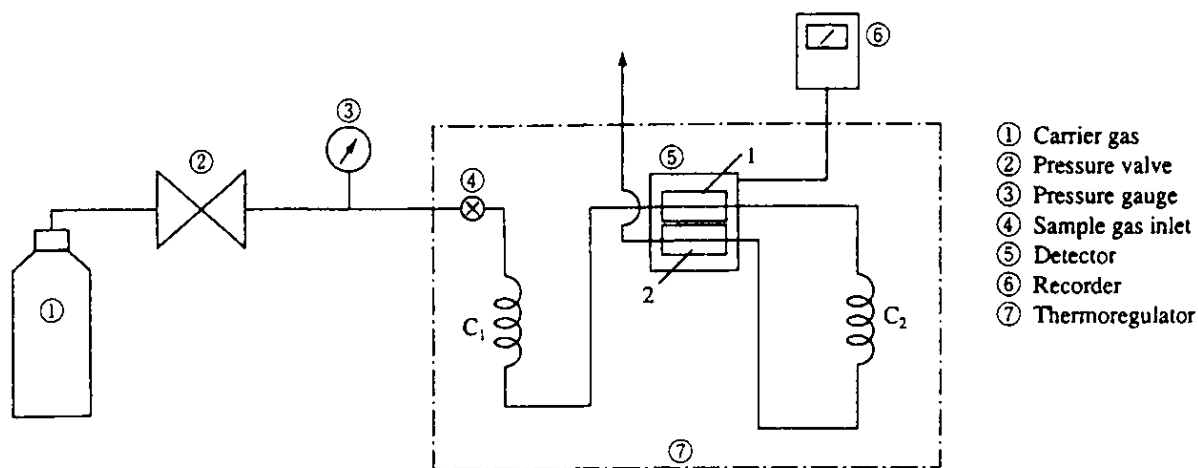 ⑥
③
① Carrier gas
② Pressure valve
③ Pressure gauge
④ Sample gas inlet
⑤ Detector
⑥ Recorder
⑦ Thermoregulator
②
⑤
1
④
①
2
C₁
C₂
⑦